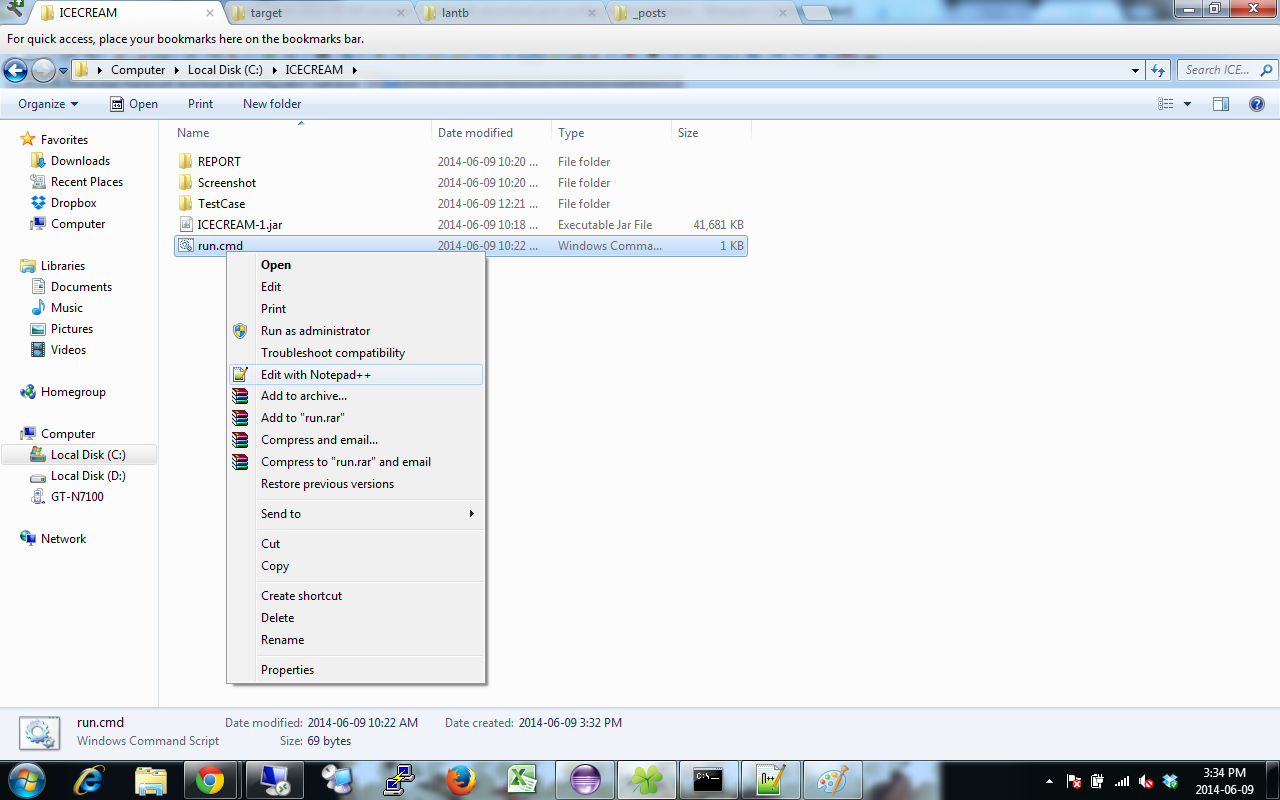 ICECREAM target lantb _posts
For quick access, place your bookmarks here on the bookmarks bar.
Computer Local Disk (C:) ICECREAM Search ICE...
Organize Open Print New folder
Name Date modified Type Size
Favorites
Downloads
Recent Places
Dropbox
Computer
Libraries
Documents
Music
Pictures
Videos
Homegroup
Computer
Local Disk (C:)
Local Disk (D:)
GT-N7100
Network
REPORT 2014-06-09 10:20 ... File folder
Screenshot 2014-06-09 10:20 ... File folder
TestCase 2014-06-09 12:21 ... File folder
ICECREAM-1.jar 2014-06-09 10:18 ... Executable Jar File 41,681 KB
run.cmd 2014-06-09 10:22 ... Windows Comma... 1 KB
Open
Edit
Print
Run as administrator
Troubleshoot compatibility
Edit with Notepad++
Add to archive...
Add to "run.rar"
Compress and email...
Compress to "run.rar" and email
Restore previous versions
Send to
Cut
Copy
Create shortcut
Delete
Rename
Properties
run.cmd Date modified: 2014-06-09 10:22 AM Date created: 2014-06-09 3:32 PM
Windows Command Script Size: 69 bytes
3:34 PM
2014-06-09